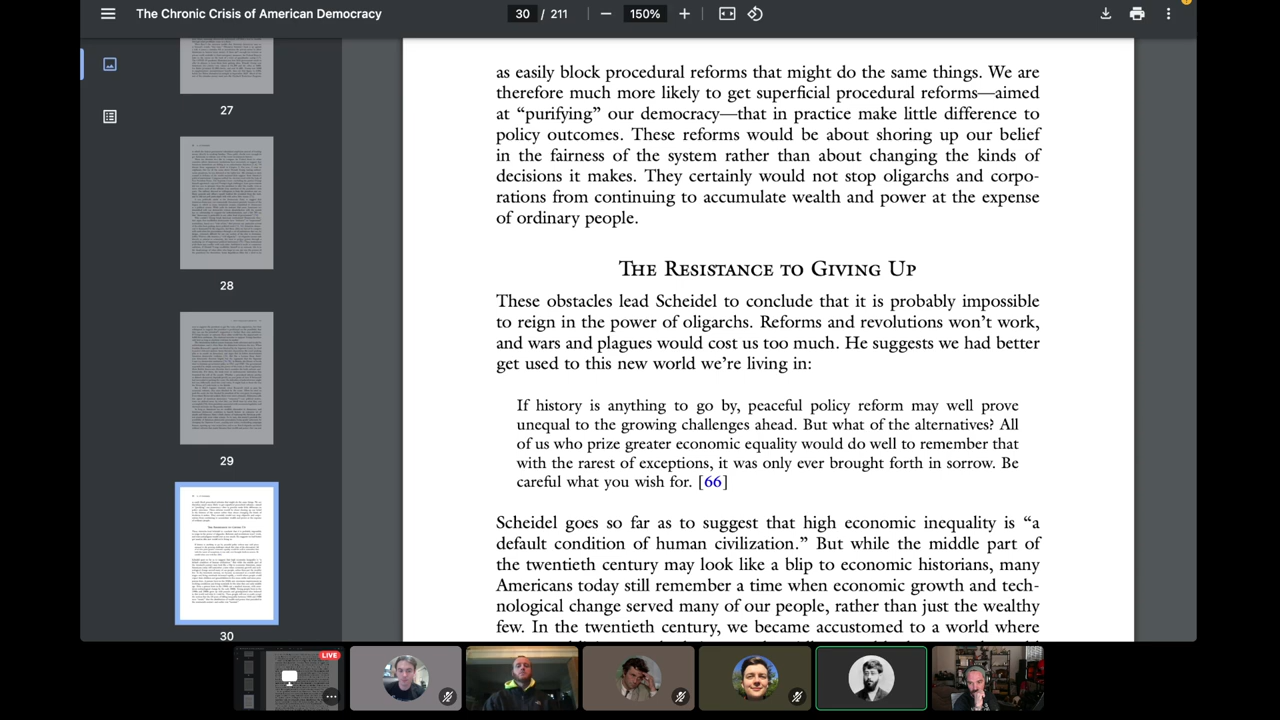 The Chronic Crisis of American Democracy
30 / 211
150%
27
28
29
30
as easily block procedural reforms that might do the same things. We are
therefore much more likely to get superficial procedural reforms—aimed
at “purifying” our democracy—that in practice make little difference to
policy outcomes. These reforms would be about shoring up our belief
in the decency of our system rather than about changing the kinds of
decisions it makes. They certainly would not stop oligarchs and corpo-
rations from continuing to accumulate wealth and power at the expense
of ordinary people.
The Resistance to Giving Up
These obstacles lead Scheidel to conclude that it is probably impossible
to reign in the power of oligarchs. Reforms and revolutions won’t work,
and wars and plagues would cost us too much. He suggests we had better
get used to this new world we’re living in:
If history is anything to go by, peaceful policy reform may well prove
unequal to the growing challenges ahead. But what of the alternatives? All
of us who prize greater economic equality would do well to remember that
with the rarest of exceptions, it was only ever brought forth in sorrow. Be
careful what you wish for. [66]
Scheidel goes so far as to suggest that high economic inequality is “a
default condition of human civilization.” But while the middle part of
the twentieth century may look like a blip to economic historians, many
Americans still remember a time when economic growth and tech-
nological change served many of our people, rather than just the wealthy
few. In the twentieth century, we became accustomed to a world where
LIVE